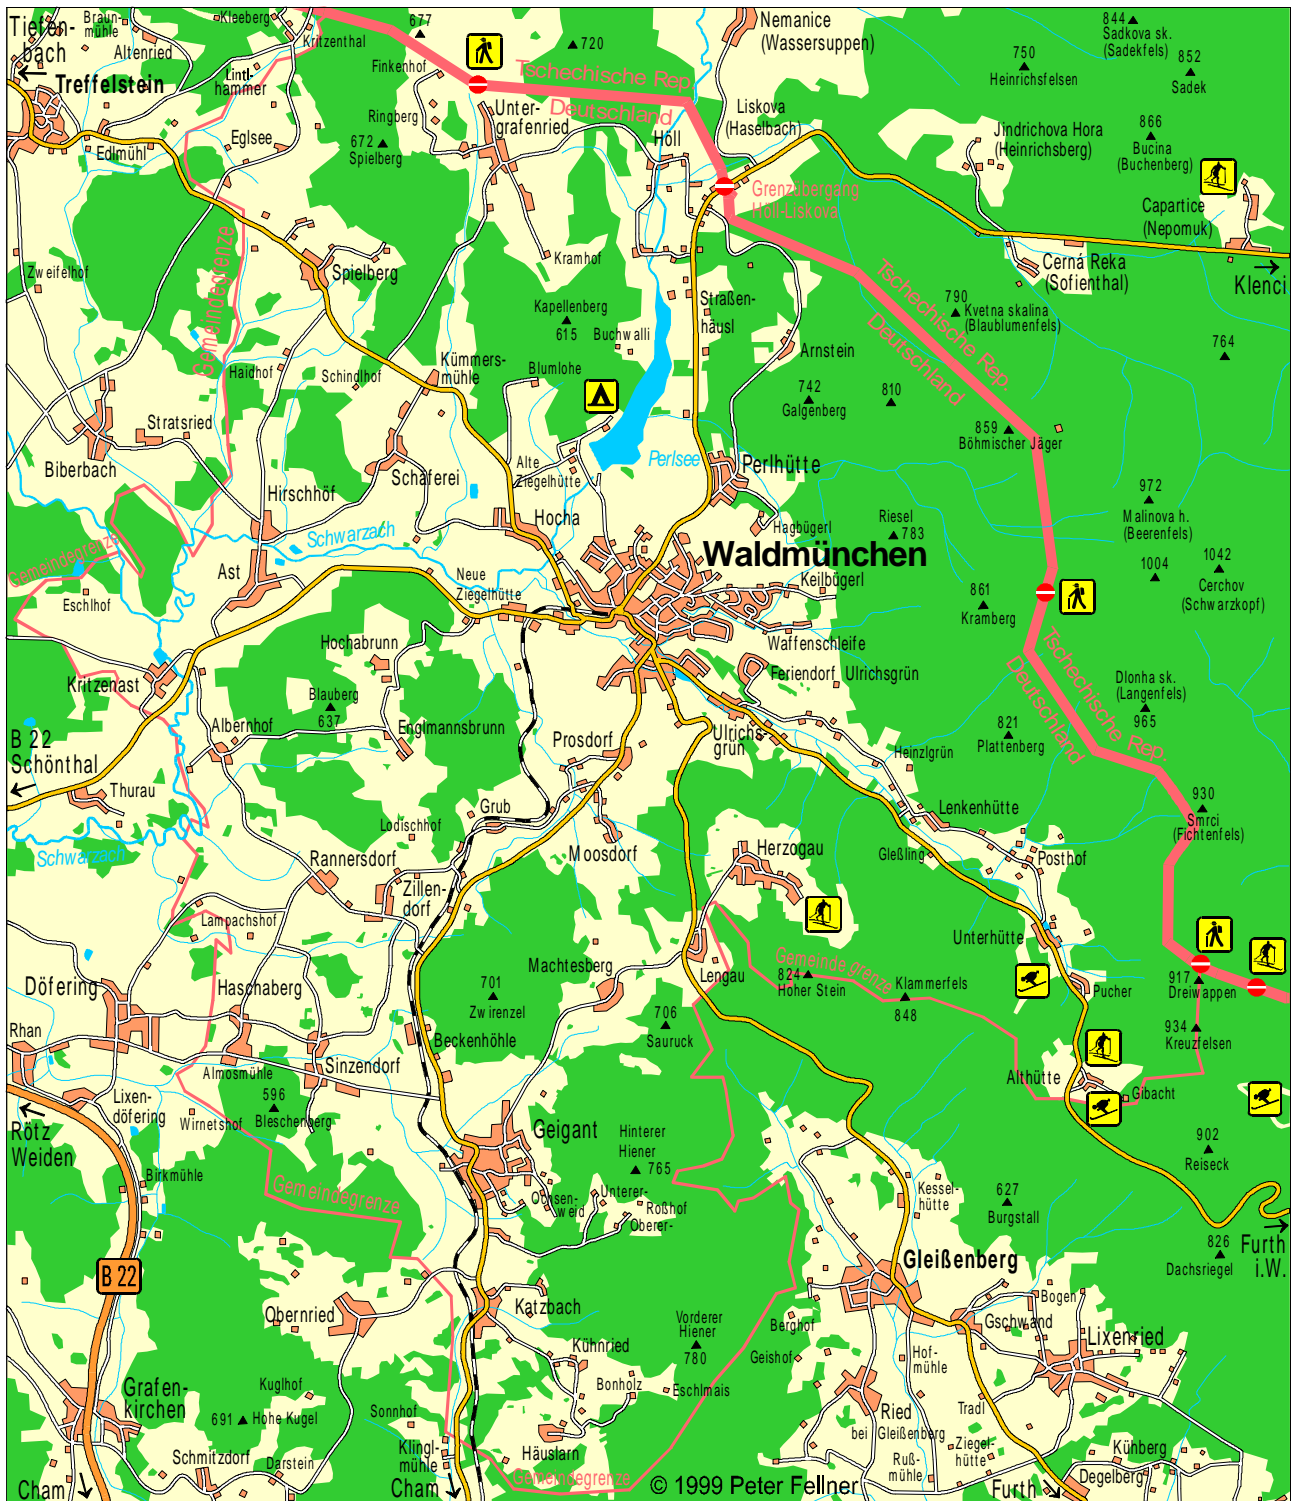 Tiefen-
bach
Braun-
mühle
Kleeberg
Altenried
Kritzenthal
Treffelstein
Lintl-
hammer
Edlmühl
Eglsee
677
Finkenhof
720
Ringberg
672
Spielberg
Unter-
grafenried
Tschechische Rep.
Deutschland
Höll
Nemanice
(Wassersuppen)
Liskova
(Haselbach)
Grenzübergang
Höll-Liskova
844
Sadkova sk.
(Sadekfels)
750
Heinrichsfelsen
852
Sadek
866
Bucina
(Buchenberg)
Jindrichova Hora
(Heinrichsberg)
Capartice
(Nepomuk)
Klenci
Cerná Reka
(Sofienthal)
Zweifelhof
Gemeindegrenze
Spielberg
Kramhof
Kapellenberg
615
Buchwalli
Straßen-
häusl
Arnstein
Tschechische Rep.
Deutschland
790
Kvetna skalina
(Blaublumenfels)
764
Haidhof
Schindlhof
Kümmers-
mühle
Blumlohe
742
Galgenberg
810
859
Böhmischer Jäger
Stratsried
Biberbach
Hirschhöf
Schäferei
Alte
Ziegelhütte
Perlsee
Perlhütte
972
Malinova h.
(Beerenfels)
Schwarzach
Hocha
Hagbügerl
Riesel
783
Waldmünchen
1004
1042
Cerchov
(Schwarzkopf)
Gemeindegrenze
Ast
Eschlhof
Neue
Ziegelhütte
Keilbügerl
861
Kramberg
Hochabrunn
Waffenschleife
Feriendorf Ulrichsgrün
Tschechische Rep.
Deutschland
Kritzenast
Blauberg
637
Dlonha sk.
(Langenfels)
965
B 22
Schönthal
Albernhof
Englmannsbrunn
Prosdorf
Ulrichs-
grün
Heinzlgrün
821
Plattenberg
Thurau
Grub
Lenkenhütte
930
Smrci
(Fichtenfels)
Lodischhof
Schwarzach
Rannersdorf
Moosdorf
Herzogau
Gleßling
Posthof
Zillen-
dorf
Lampachshof
Unterhütte
Machtesberg
Lengau
Gemeindegrenze
824
Hoher Stein
Klammerfels
848
Pucher
917
Dreiwappen
Döfering
Haschaberg
701
Zwirenzel
706
Sauruck
934
Kreuzfelsen
Rhan
Beckenhöhle
Almosmühle
Sinzendorf
Althütte
Gibacht
Lixen-
döfering
596
Bleschenberg
Wirnetshof
Rötz
Weiden
Geigant
Hinterer
Hiener
765
902
Reiseck
Birkmühle
Gemeindegrenze
Ochsen-
weid
Unterer-
Roßhof
Oberer-
Kessel-
hütte
627
Burgstall
Furth
i.W.
826
Dachsriegel
B 22
Gleißenberg
Obernried
Katzbach
Vorderer
Hiener
780
Berghof
Bogen
Gschwand
Lixenried
Kühnried
Geishof
Hof-
mühle
Grafen-
kirchen
Kuglhof
Bonholz
Eschlmais
691
Hohe Kugel
Sonnhof
Ried
bei Gleißenberg
Tradl
Häuslarn
Klingl-
mühle
Schmitzdorf
Darstein
Ruß-
mühle
Ziegel-
hütte
Kühberg
Degelberg
Gemeindegrenze
Cham
Cham
© 1999 Peter Fellner
Furth